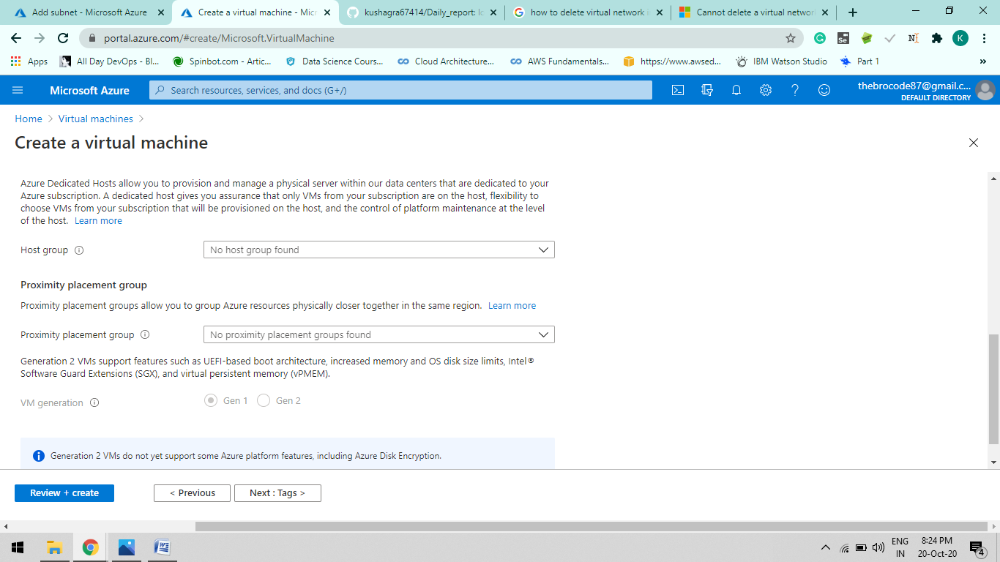 Add subnet - Microsoft Azure
Create a virtual machine - Micr
kushagra67414/Daily_report: Ic
how to delete virtual network i
Cannot delete a virtual networ
portal.azure.com/#create/Microsoft.VirtualMachine
Apps
All Day DevOps - Bl...
Spinbot.com - Artic...
Data Science Cours...
Cloud Architecture...
AWS Fundamentals...
https://www.awsed...
IBM Watson Studio
Part 1
Microsoft Azure
Search resources, services, and docs (G+/)
thebrocode87@gmail.c...
DEFAULT DIRECTORY
Home > Virtual machines >
Create a virtual machine
Azure Dedicated Hosts allow you to provision and manage a physical server within our data centers that are dedicated to your
Azure subscription. A dedicated host gives you assurance that only VMs from your subscription are on the host, flexibility to
choose VMs from your subscription that will be provisioned on the host, and the control of platform maintenance at the level
of the host. Learn more
Host group
No host group found
Proximity placement group
Proximity placement groups allow you to group Azure resources physically closer together in the same region. Learn more
Proximity placement group
No proximity placement groups found
Generation 2 VMs support features such as UEFI-based boot architecture, increased memory and OS disk size limits, Intel®
Software Guard Extensions (SGX), and virtual persistent memory (vPMEM).
VM generation
Gen 1
Gen 2
Generation 2 VMs do not yet support some Azure platform features, including Azure Disk Encryption.
Review + create
< Previous
Next : Tags >
ENG
IN
8:24 PM
20-Oct-20
4